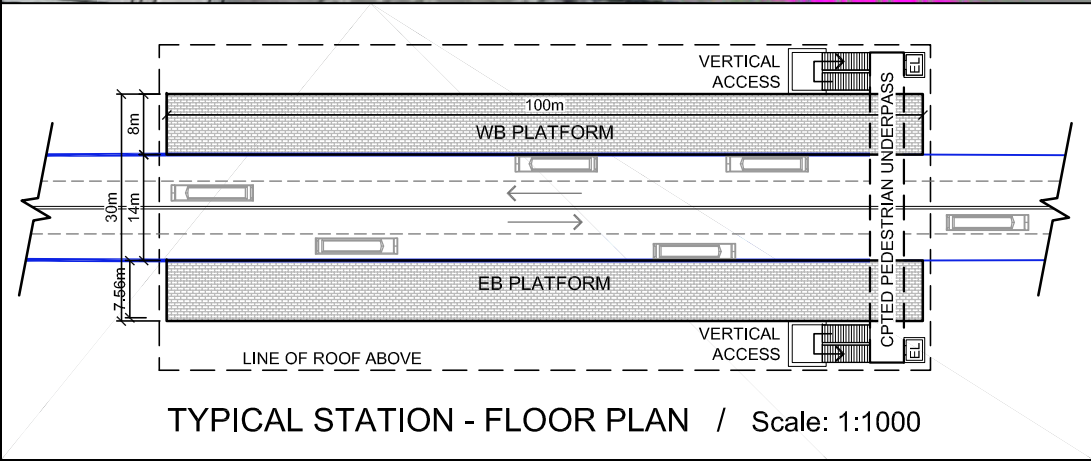 VERTICAL
ACCESS
EL
100m
8m
WB PLATFORM
CPTED PEDESTRIAN UNDERPASS
30m
14m
7.56m
EB PLATFORM
VERTICAL
ACCESS
EL
LINE OF ROOF ABOVE
TYPICAL STATION - FLOOR PLAN / Scale: 1:1000